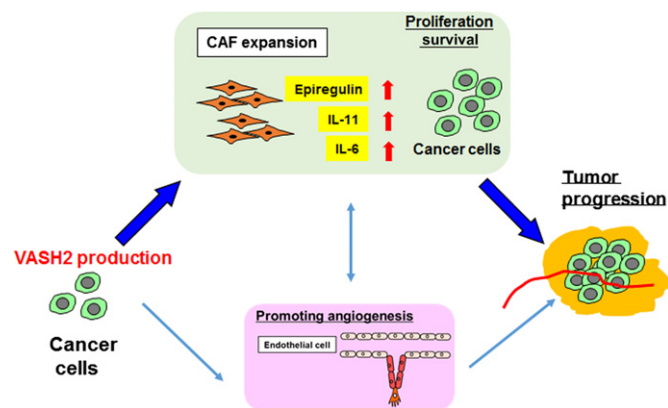 CAF expansion
Proliferation
survival
Epiregulin
IL-11
IL-6
Cancer cells
Tumor
progression
VASH2 production
Cancer
cells
Promoting angiogenesis
Endothelial cell